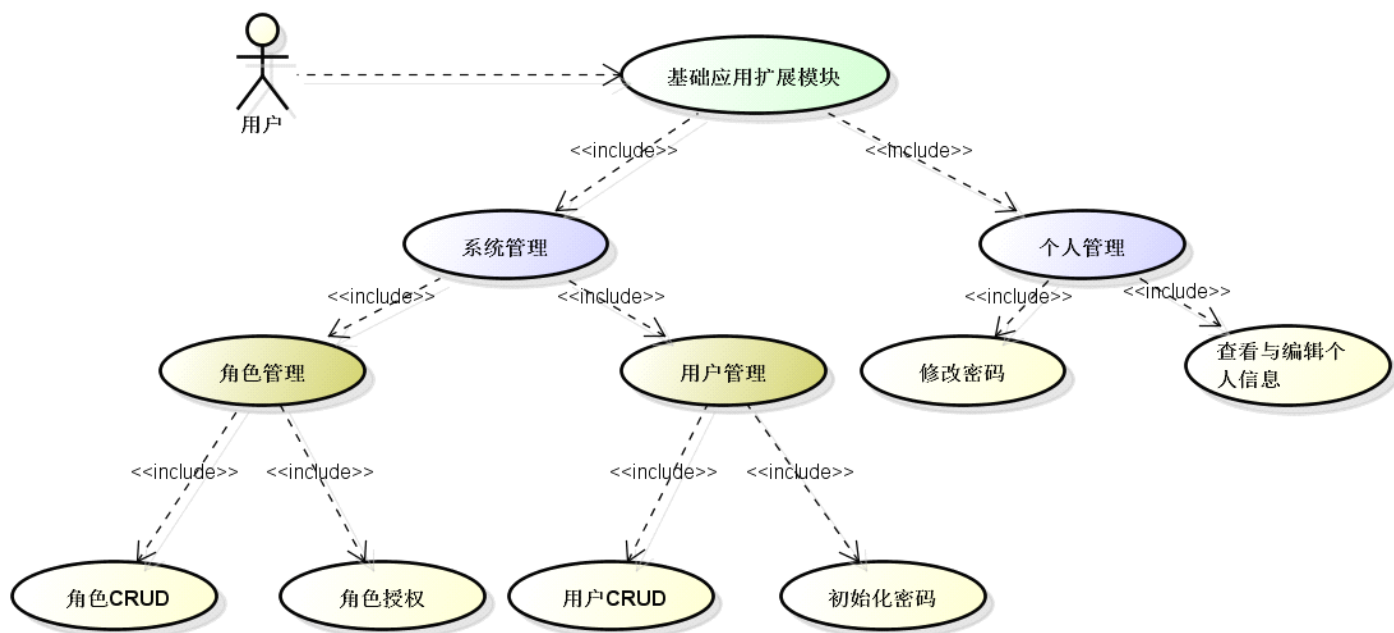 基础应用扩展模块
用户
<<include>>
<<include>>
系统管理
个人管理
<<include>>
<<include>>
<<include>>
<<include>>
角色管理
用户管理
修改密码
查看与编辑个
人信息
<<include>>
<<include>>
<<include>>
<<include>>
角色CRUD
角色授权
用户CRUD
初始化密码